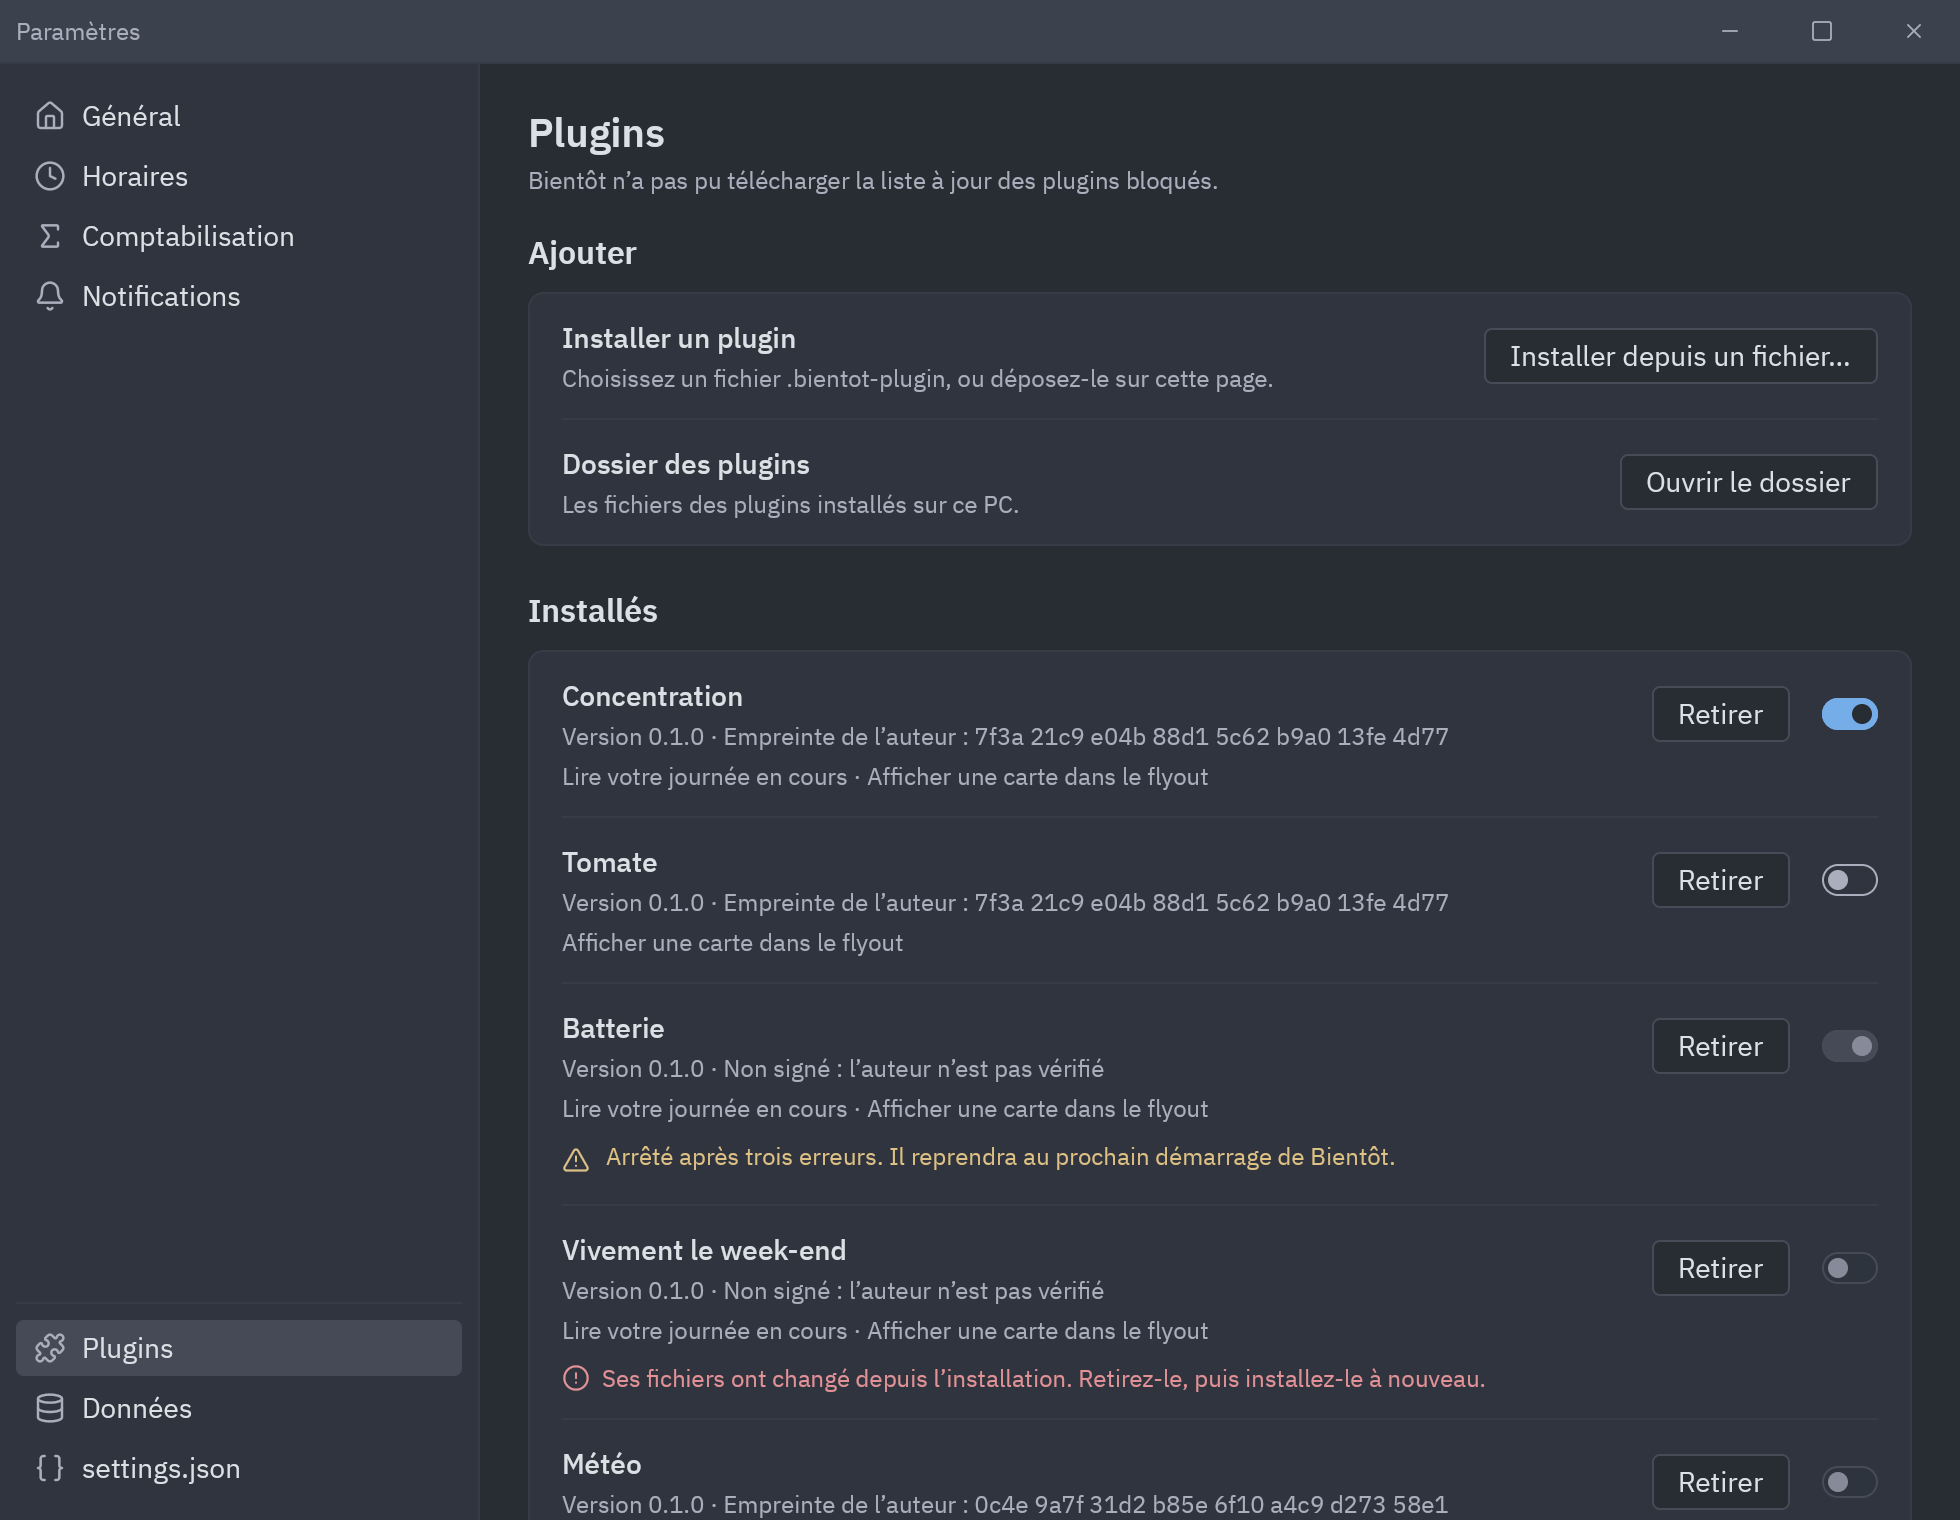 Paramètres
Général
Horaires
Comptabilisation
Notifications
Plugins
Données
settings.json
Plugins
Bientôt n’a pas pu télécharger la liste à jour des plugins bloqués.
Ajouter
Installer un plugin
Choisissez un fichier .bientot-plugin, ou déposez-le sur cette page.
Installer depuis un fichier...
Dossier des plugins
Les fichiers des plugins installés sur ce PC.
Ouvrir le dossier
Installés
Concentration
Version 0.1.0 · Empreinte de l’auteur : 7f3a 21c9 e04b 88d1 5c62 b9a0 13fe 4d77
Lire votre journée en cours · Afficher une carte dans le flyout
Retirer
Tomate
Version 0.1.0 · Empreinte de l’auteur : 7f3a 21c9 e04b 88d1 5c62 b9a0 13fe 4d77
Afficher une carte dans le flyout
Retirer
Batterie
Version 0.1.0 · Non signé : l’auteur n’est pas vérifié
Lire votre journée en cours · Afficher une carte dans le flyout
Arrêté après trois erreurs. Il reprendra au prochain démarrage de Bientôt.
Retirer
Vivement le week-end
Version 0.1.0 · Non signé : l’auteur n’est pas vérifié
Lire votre journée en cours · Afficher une carte dans le flyout
Ses fichiers ont changé depuis l’installation. Retirez-le, puis installez-le à nouveau.
Retirer
Météo
Version 0.1.0 · Empreinte de l’auteur : 0c4e 9a7f 31d2 b85e 6f10 a4c9 d273 58e1
Retirer